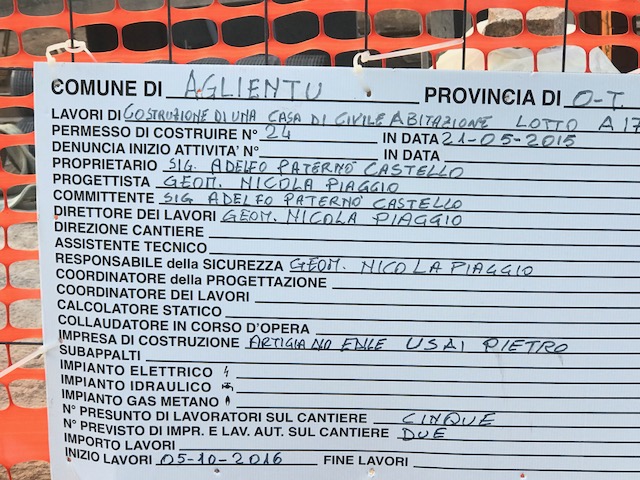 COMUNE DI AGLIENTU PROVINCIA DI O-T
LAVORI DI COSTRUZIONE DI UNA CASA DI CIVILE ABITAZIONE LOTTO A 17
PERMESSO DI COSTRUIRE N° 24 IN DATA 21-05-2015
DENUNCIA INIZIO ATTIVITA' N° IN DATA
PROPRIETARIO SIG. ADELFO PATERNO' CASTELLO
PROGETTISTA GEOM. NICOLA PIAGGIO
COMMITTENTE SIG ADELFO PATERNO' CASTELLO
DIRETTORE DEI LAVORI GEOM. NICOLA PIAGGIO
DIREZIONE CANTIERE
ASSISTENTE TECNICO
RESPONSABILE della SICUREZZA GEOM. NICOLA PIAGGIO
COORDINATORE della PROGETTAZIONE
COORDINATORE DEI LAVORI
CALCOLATORE STATICO
COLLAUDATORE IN CORSO D'OPERA
IMPRESA DI COSTRUZIONE ARTIGIANO EDILE USAI PIETRO
SUBAPPALTI
IMPIANTO ELETTRICO
IMPIANTO IDRAULICO
IMPIANTO GAS METANO
N° PRESUNTO DI LAVORATORI SUL CANTIERE CINQUE
N° PREVISTO DI IMPR. E LAV. AUT. SUL CANTIERE DUE
IMPORTO LAVORI
INIZIO LAVORI 05-10-2016 FINE LAVORI